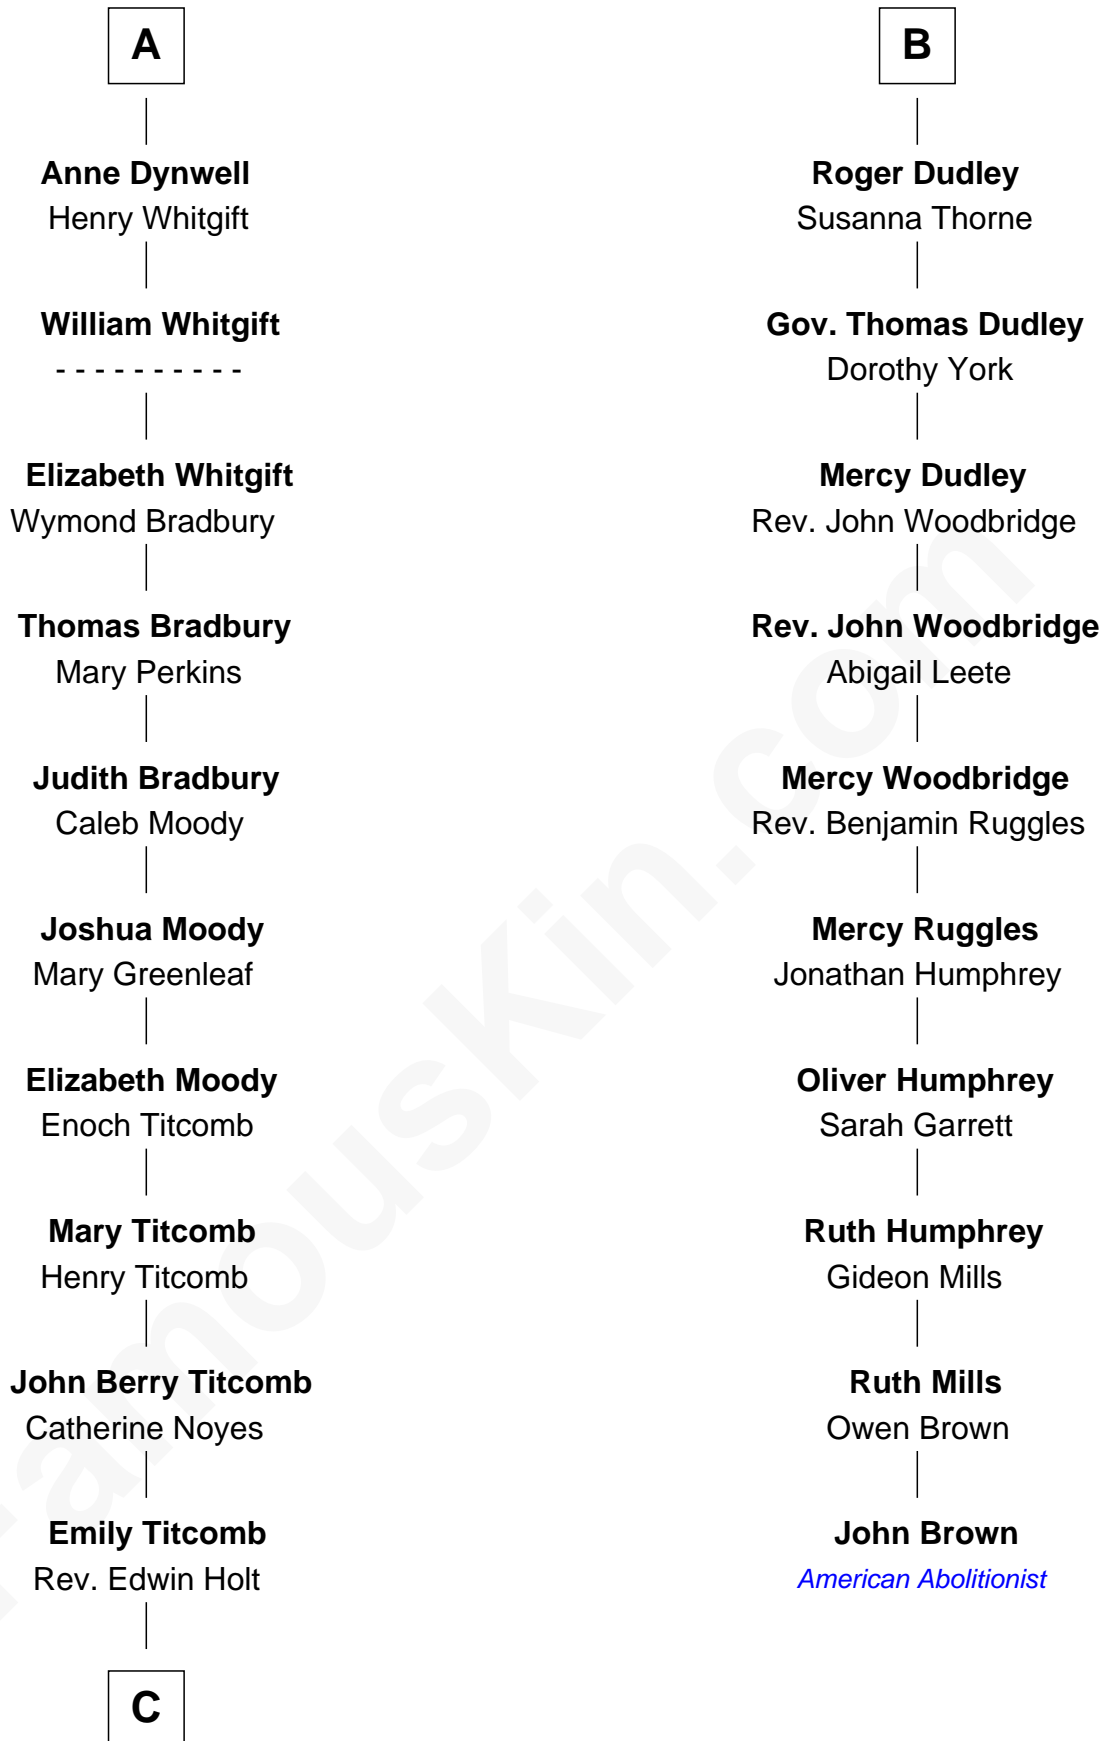 A
Anne Dynwell
Henry Whitgift
William Whitgift
- - - - - - - - - -
Elizabeth Whitgift
Wymond Bradbury
Thomas Bradbury
Mary Perkins
Judith Bradbury
Caleb Moody
Joshua Moody
Mary Greenleaf
Elizabeth Moody
Enoch Titcomb
Mary Titcomb
Henry Titcomb
John Berry Titcomb
Catherine Noyes
Emily Titcomb
Rev. Edwin Holt
C
B
Roger Dudley
Susanna Thorne
Gov. Thomas Dudley
Dorothy York
Mercy Dudley
Rev. John Woodbridge
Rev. John Woodbridge
Abigail Leete
Mercy Woodbridge
Rev. Benjamin Ruggles
Mercy Ruggles
Jonathan Humphrey
Oliver Humphrey
Sarah Garrett
Ruth Humphrey
Gideon Mills
Ruth Mills
Owen Brown
John Brown
American Abolitionist
FamousKin.com